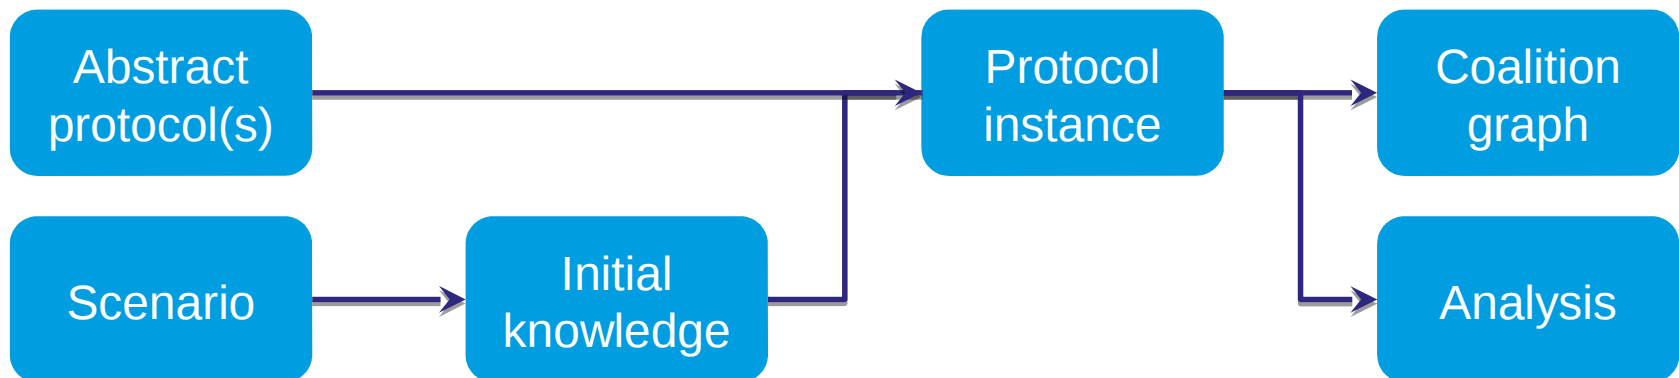 Abstract
protocol(s)
Protocol
instance
Coalition
graph
Scenario
Initial
knowledge
Analysis